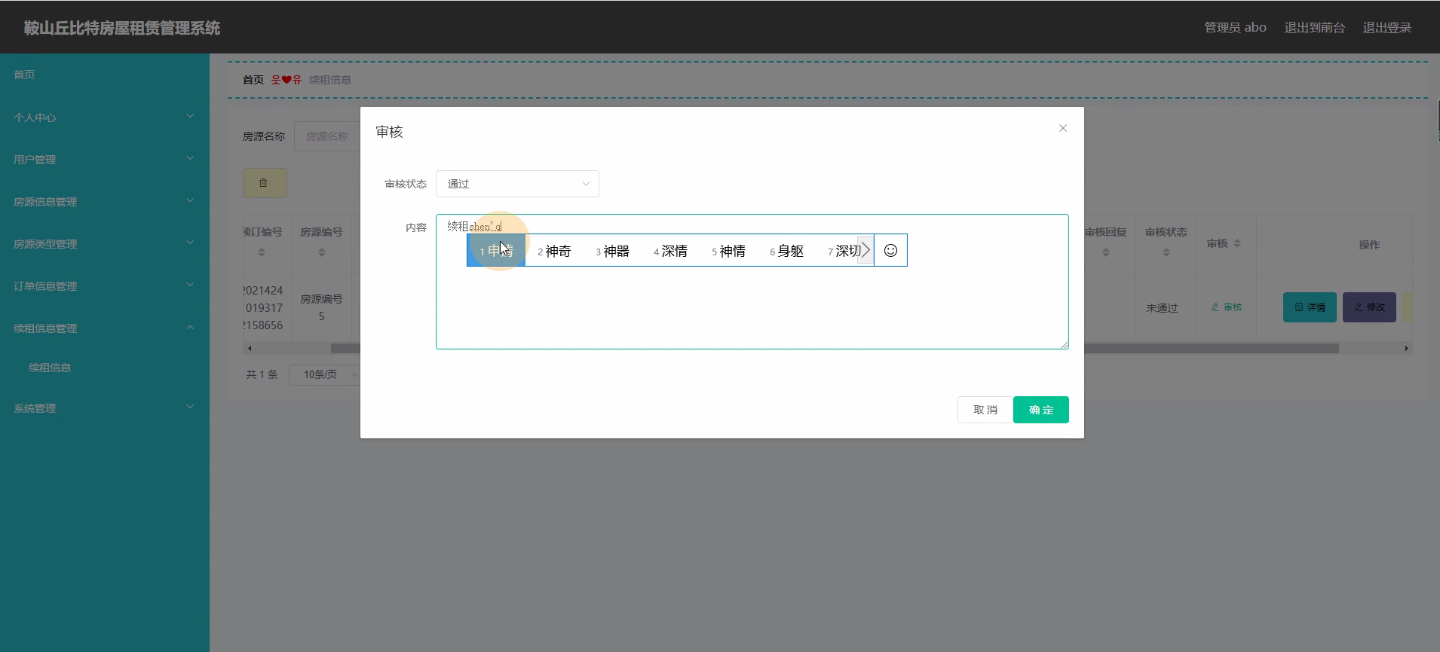 鞍山丘比特房屋租赁管理系统
管理员 abo 退出到前台 退出登录
首页
个人中心
用户管理
房源信息管理
房源类型管理
订单信息管理
续租信息管理
续租信息
系统管理
首页 웃❤유 续租信息
房源名称 房源名称
预订编号 房源编号
审核回复 审核状态 审核 操作
2021424
019317
2158656
房源编号
5
未通过 审核 详情 修改
共 1 条 10条/页
审核
审核状态 通过
内容 续租shen'q
1 申请 2 神奇 3 神器 4 深情 5 神情 6 身躯 7 深切
取 消 确 定